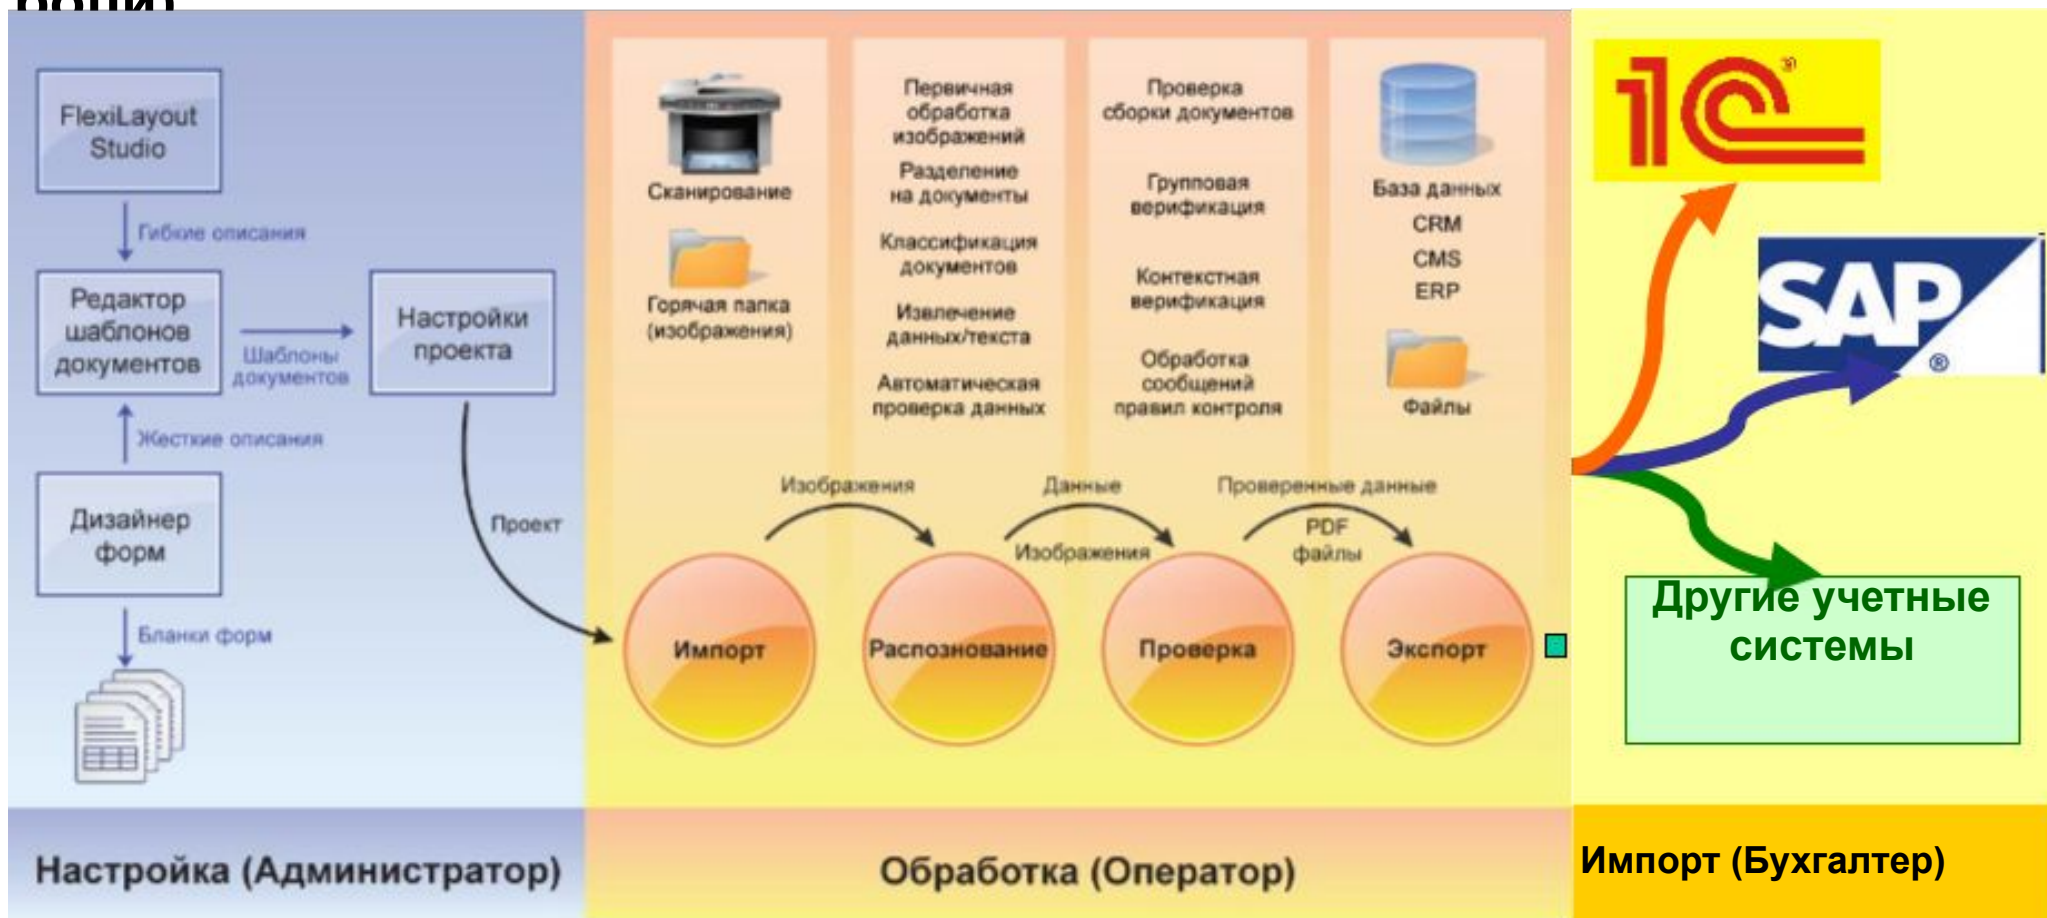 FlexiLayout
Studio
Гибкие описания
Редактор
шаблонов
документов
Шаблоны
документов
Настройки
проекта
Жесткие описания
Дизайнер
форм
Бланки форм
Проект
Настройка (Администратор)
Сканирование
Горячая папка
(изображения)
Первичная
обработка
изображений
Разделение
на документы
Классификация
документов
Извлечение
данных/текста
Автоматическая
проверка данных
Проверка
сборки документов
Групповая
верификация
Контекстная
верификация
Обработка
сообщений
правил контроля
База данных
CRM
CMS
ERP
Файлы
Изображения
Данные
Изображения
Проверенные данные
PDF
файлы
Импорт
Распознование
Проверка
Экспорт
Обработка (Оператор)
1С®
SAP
®
Другие учетные
системы
Импорт (Бухгалтер)